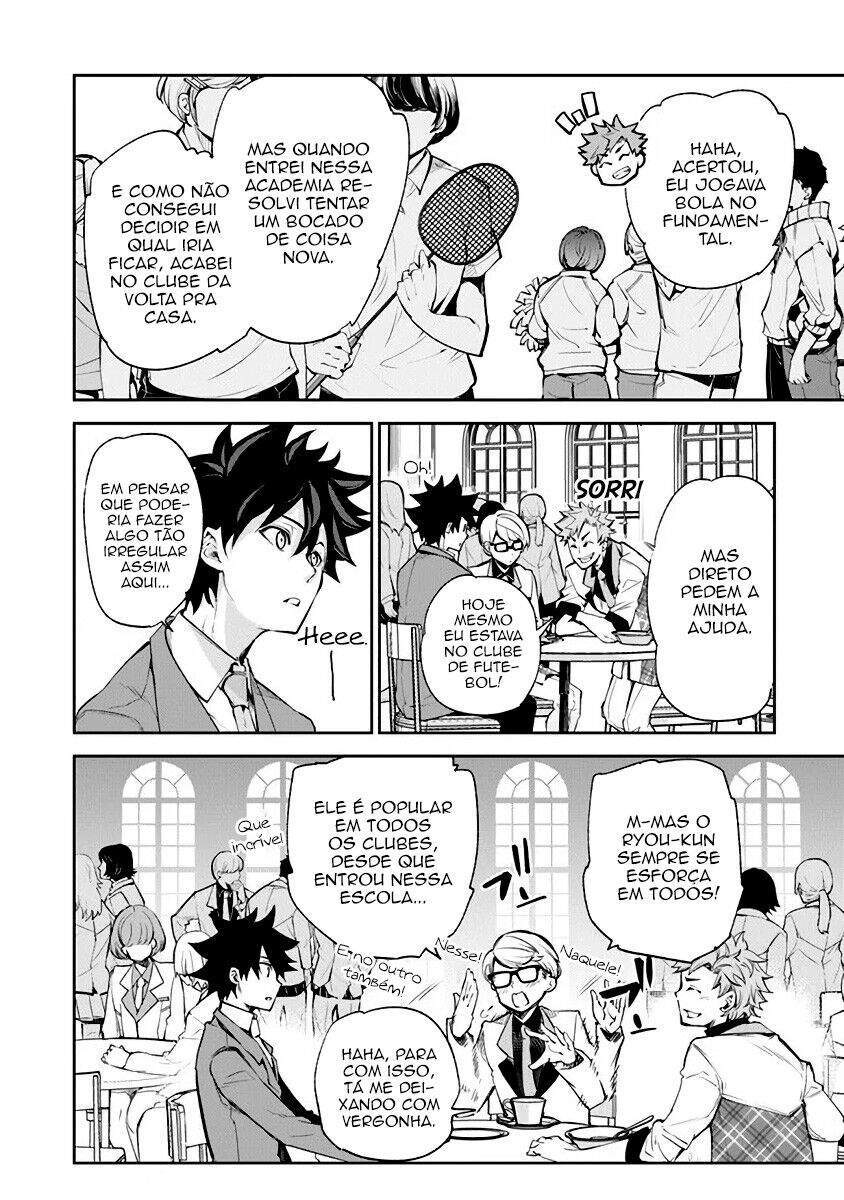 HAHA,
ACERTOU,
EU JOGAVA
BOLA NO
FUNDAMEN-
TAL.
MAS QUANDO
ENTREI NESSA
ACADEMIA RE-
SOLVI TENTAR
UM BOCADO
DE COISA
NOVA.
E COMO NÃO
CONSEGUI
DECIDIR EM
QUAL IRIA
FICAR, ACABEI
NO CLUBE DA
VOLTA PRA
CASA.
MAS
DIRETO
PEDEM A
MINHA
AJUDA.
SORRI
Oh!
HOJE
MESMO
EU ESTAVA
NO CLUBE
DE FUTE-
BOL!
EM PENSAR
QUE PODE-
RIA FAZER
ALGO TÃO
IRREGULAR
ASSIM
AQUI...
Heee.
M-MAS O
RYOU-KUN
SEMPRE SE
ESFORÇA
EM TODOS!
ELE É POPULAR
EM TODOS
OS CLUBES,
DESDE QUE
ENTROU NESSA
ESCOLA...
Que
incrível
Naquele!
Nesse!
E no outro
também!
HAHA, PARA
COM ISSO,
TÁ ME DEI-
XANDO COM
VERGONHA.